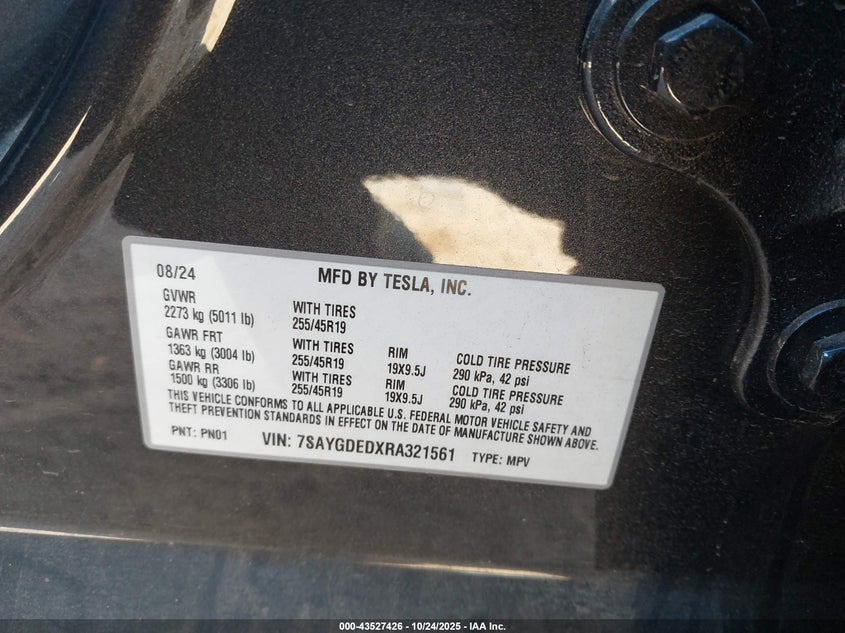 08/24 MFD BY TESLA, INC.
GVWR
2273 kg (5011 lb) WITH TIRES 255/45R19
GAWR FRT
1363 kg (3004 lb) WITH TIRES 255/45R19 RIM 19X9.5J COLD TIRE PRESSURE 290 kPa, 42 psi
GAWR RR
1500 kg (3306 lb) WITH TIRES 255/45R19 RIM 19X9.5J COLD TIRE PRESSURE 290 kPa, 42 psi
THIS VEHICLE CONFORMS TO ALL APPLICABLE U.S. FEDERAL MOTOR VEHICLE SAFETY AND
THEFT PREVENTION STANDARDS IN EFFECT ON THE DATE OF MANUFACTURE SHOWN ABOVE.
PNT: PN01 VIN: 7SAYGDEDXRA321561 TYPE: MPV
000-43527426 - 10/24/2025 - IAA Inc.